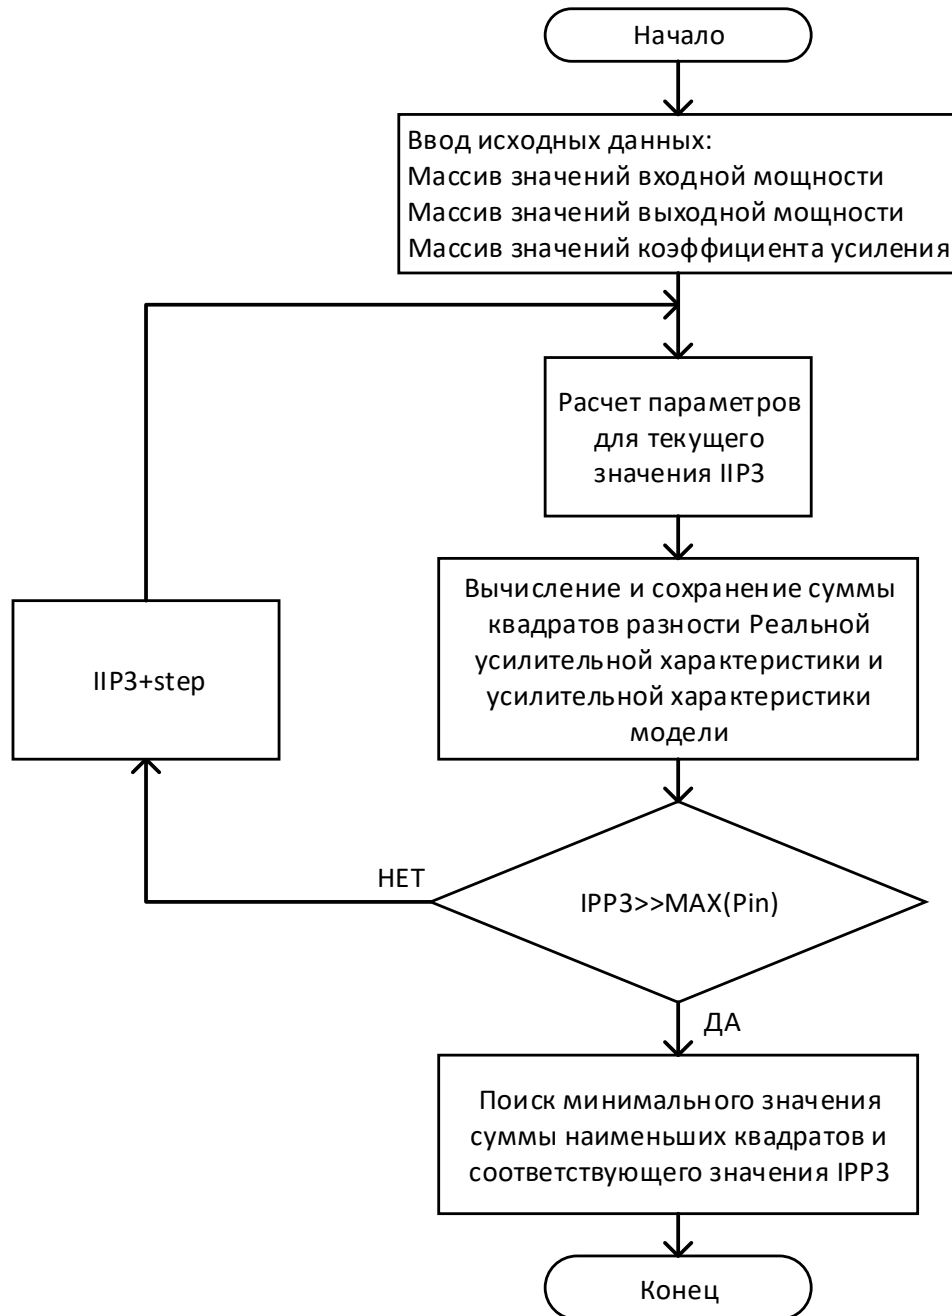 Начало
Ввод исходных данных:
Массив значений входной мощности
Массив значений выходной мощности
Массив значений коэффициента усиления
Расчет параметров
для текущего
значения IIP3
Вычисление и сохранение суммы
квадратов разности Реальной
усилительной характеристики и
усилительной характеристики
модели
IIP3+step
НЕТ
IPP3>>MAX(Pin)
ДА
Поиск минимального значения
суммы наименьших квадратов и
соответствующего значения IPP3
Конец